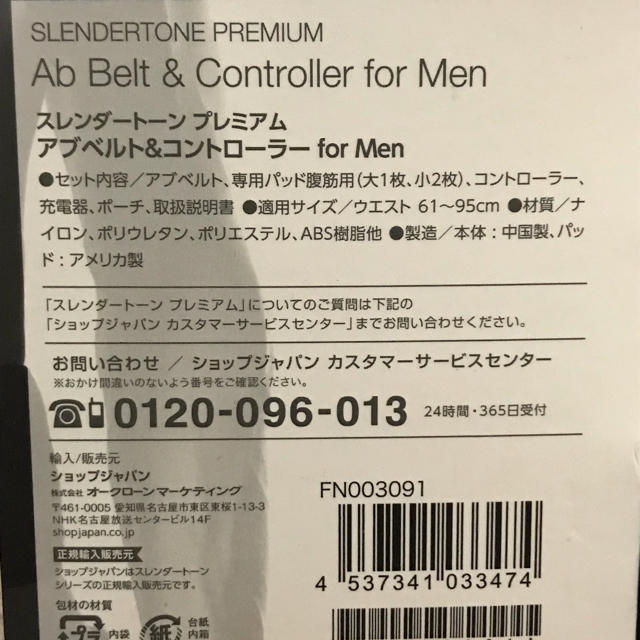 SLENDERTONE PREMIUM
Ab Belt & Controller for Men
スレンダートーン プレミアム
アブベルト&コントローラー for Men
●セット内容／アブベルト、専用パッド腹筋用(大1枚、小2枚)、コントローラー、
充電器、ポーチ、取扱説明書 ●適用サイズ／ウエスト 61～95cm ●材質／ナ
イロン、ポリウレタン、ポリエステル、ABS樹脂他 ●製造／本体：中国製、パッ
ド：アメリカ製
「スレンダートーン プレミアム」についてのご質問は下記の
「ショップジャパン カスタマーサービスセンター」までお問い合わせください。
お問い合わせ ／ ショップジャパン カスタマーサービスセンター
※おかけ間違いのないよう番号をご確認ください。
0120-096-013 24時間・365日受付
輸入/販売元
ショップジャパン
株式会社 オークローンマーケティング
〒461-0005 愛知県名古屋市東区東桜1-13-3
NHK名古屋放送センタービル14F
shopjapan.co.jp
正規輸入販売元
ショップジャパンはスレンダートーン
シリーズの正規輸入販売元です。
包材の材質
プラ 内袋 紙 台紙
内箱
FN003091
4 537341 033474